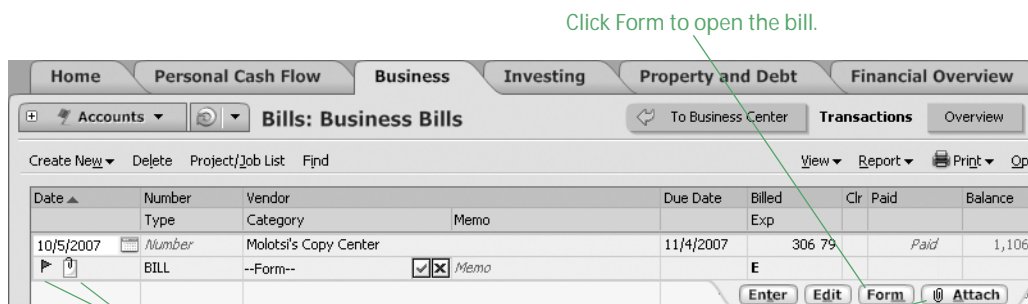 Click Form to open the bill.
Home Personal Cash Flow Business Investing Property and Debt Financial Overview
Accounts Bills: Business Bills To Business Center Transactions Overview
Create New Delete Project/Job List Find View Report Print Op
Date Number Vendor Due Date Billed Clr Paid Balance
Type Category Memo Exp
10/5/2007 Number Molotsi's Copy Center 11/4/2007 306 79 Paid 1,106
BILL --Form-- Memo E
Enter Edit Form Attach